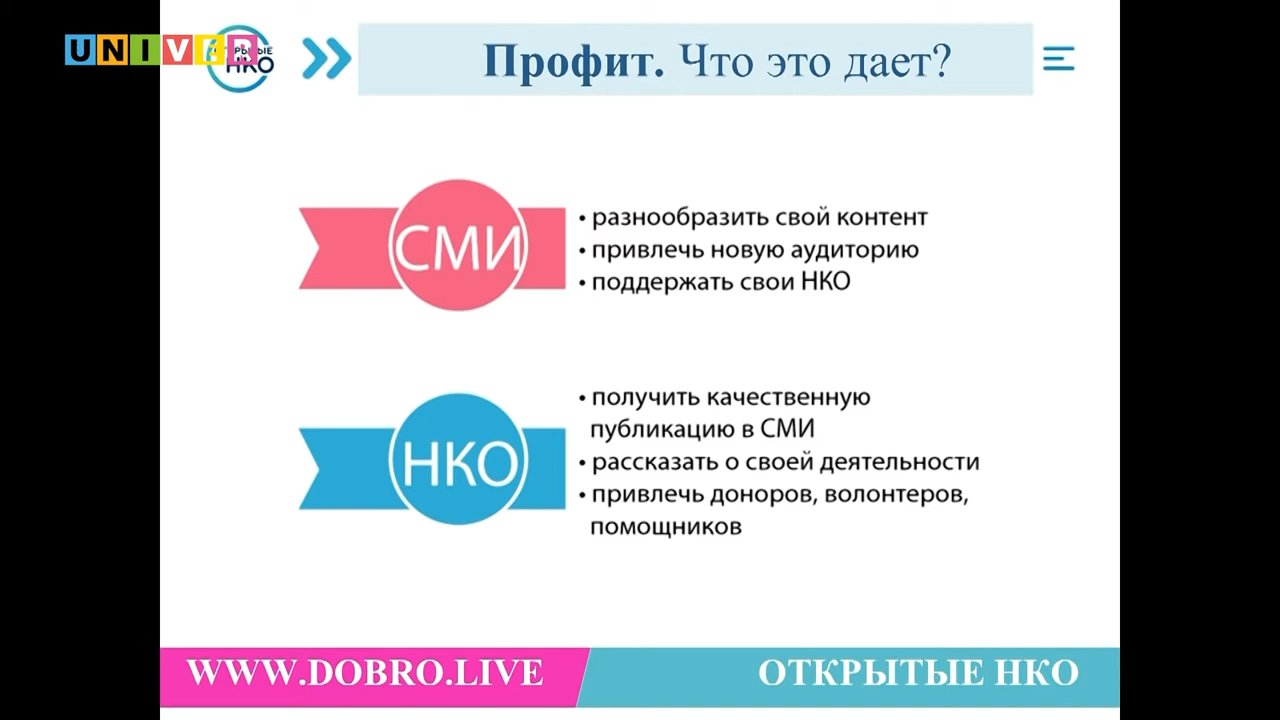 UNIVER
НКО
Профит. Что это дает?
СМИ
• разнообразить свой контент
• привлечь новую аудиторию
• поддержать свои НКО
НКО
• получить качественную
публикацию в СМИ
• рассказать о своей деятельности
• привлечь доноров, волонтеров,
помощников
WWW.DOBRO.LIVE
ОТКРЫТЫЕ НКО